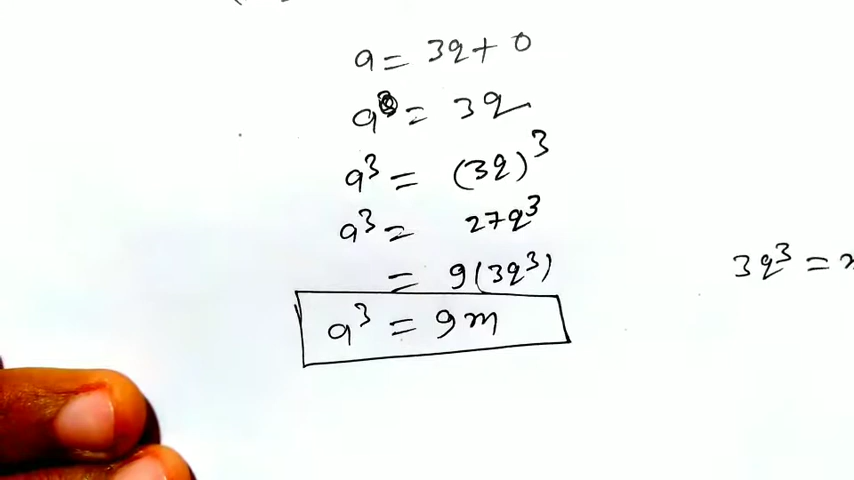 a = 3q + 0
a = 3q
a³ = (3q)³
a³ = 27q³
= 9(3q³)
3q³ =
a³ = 9m